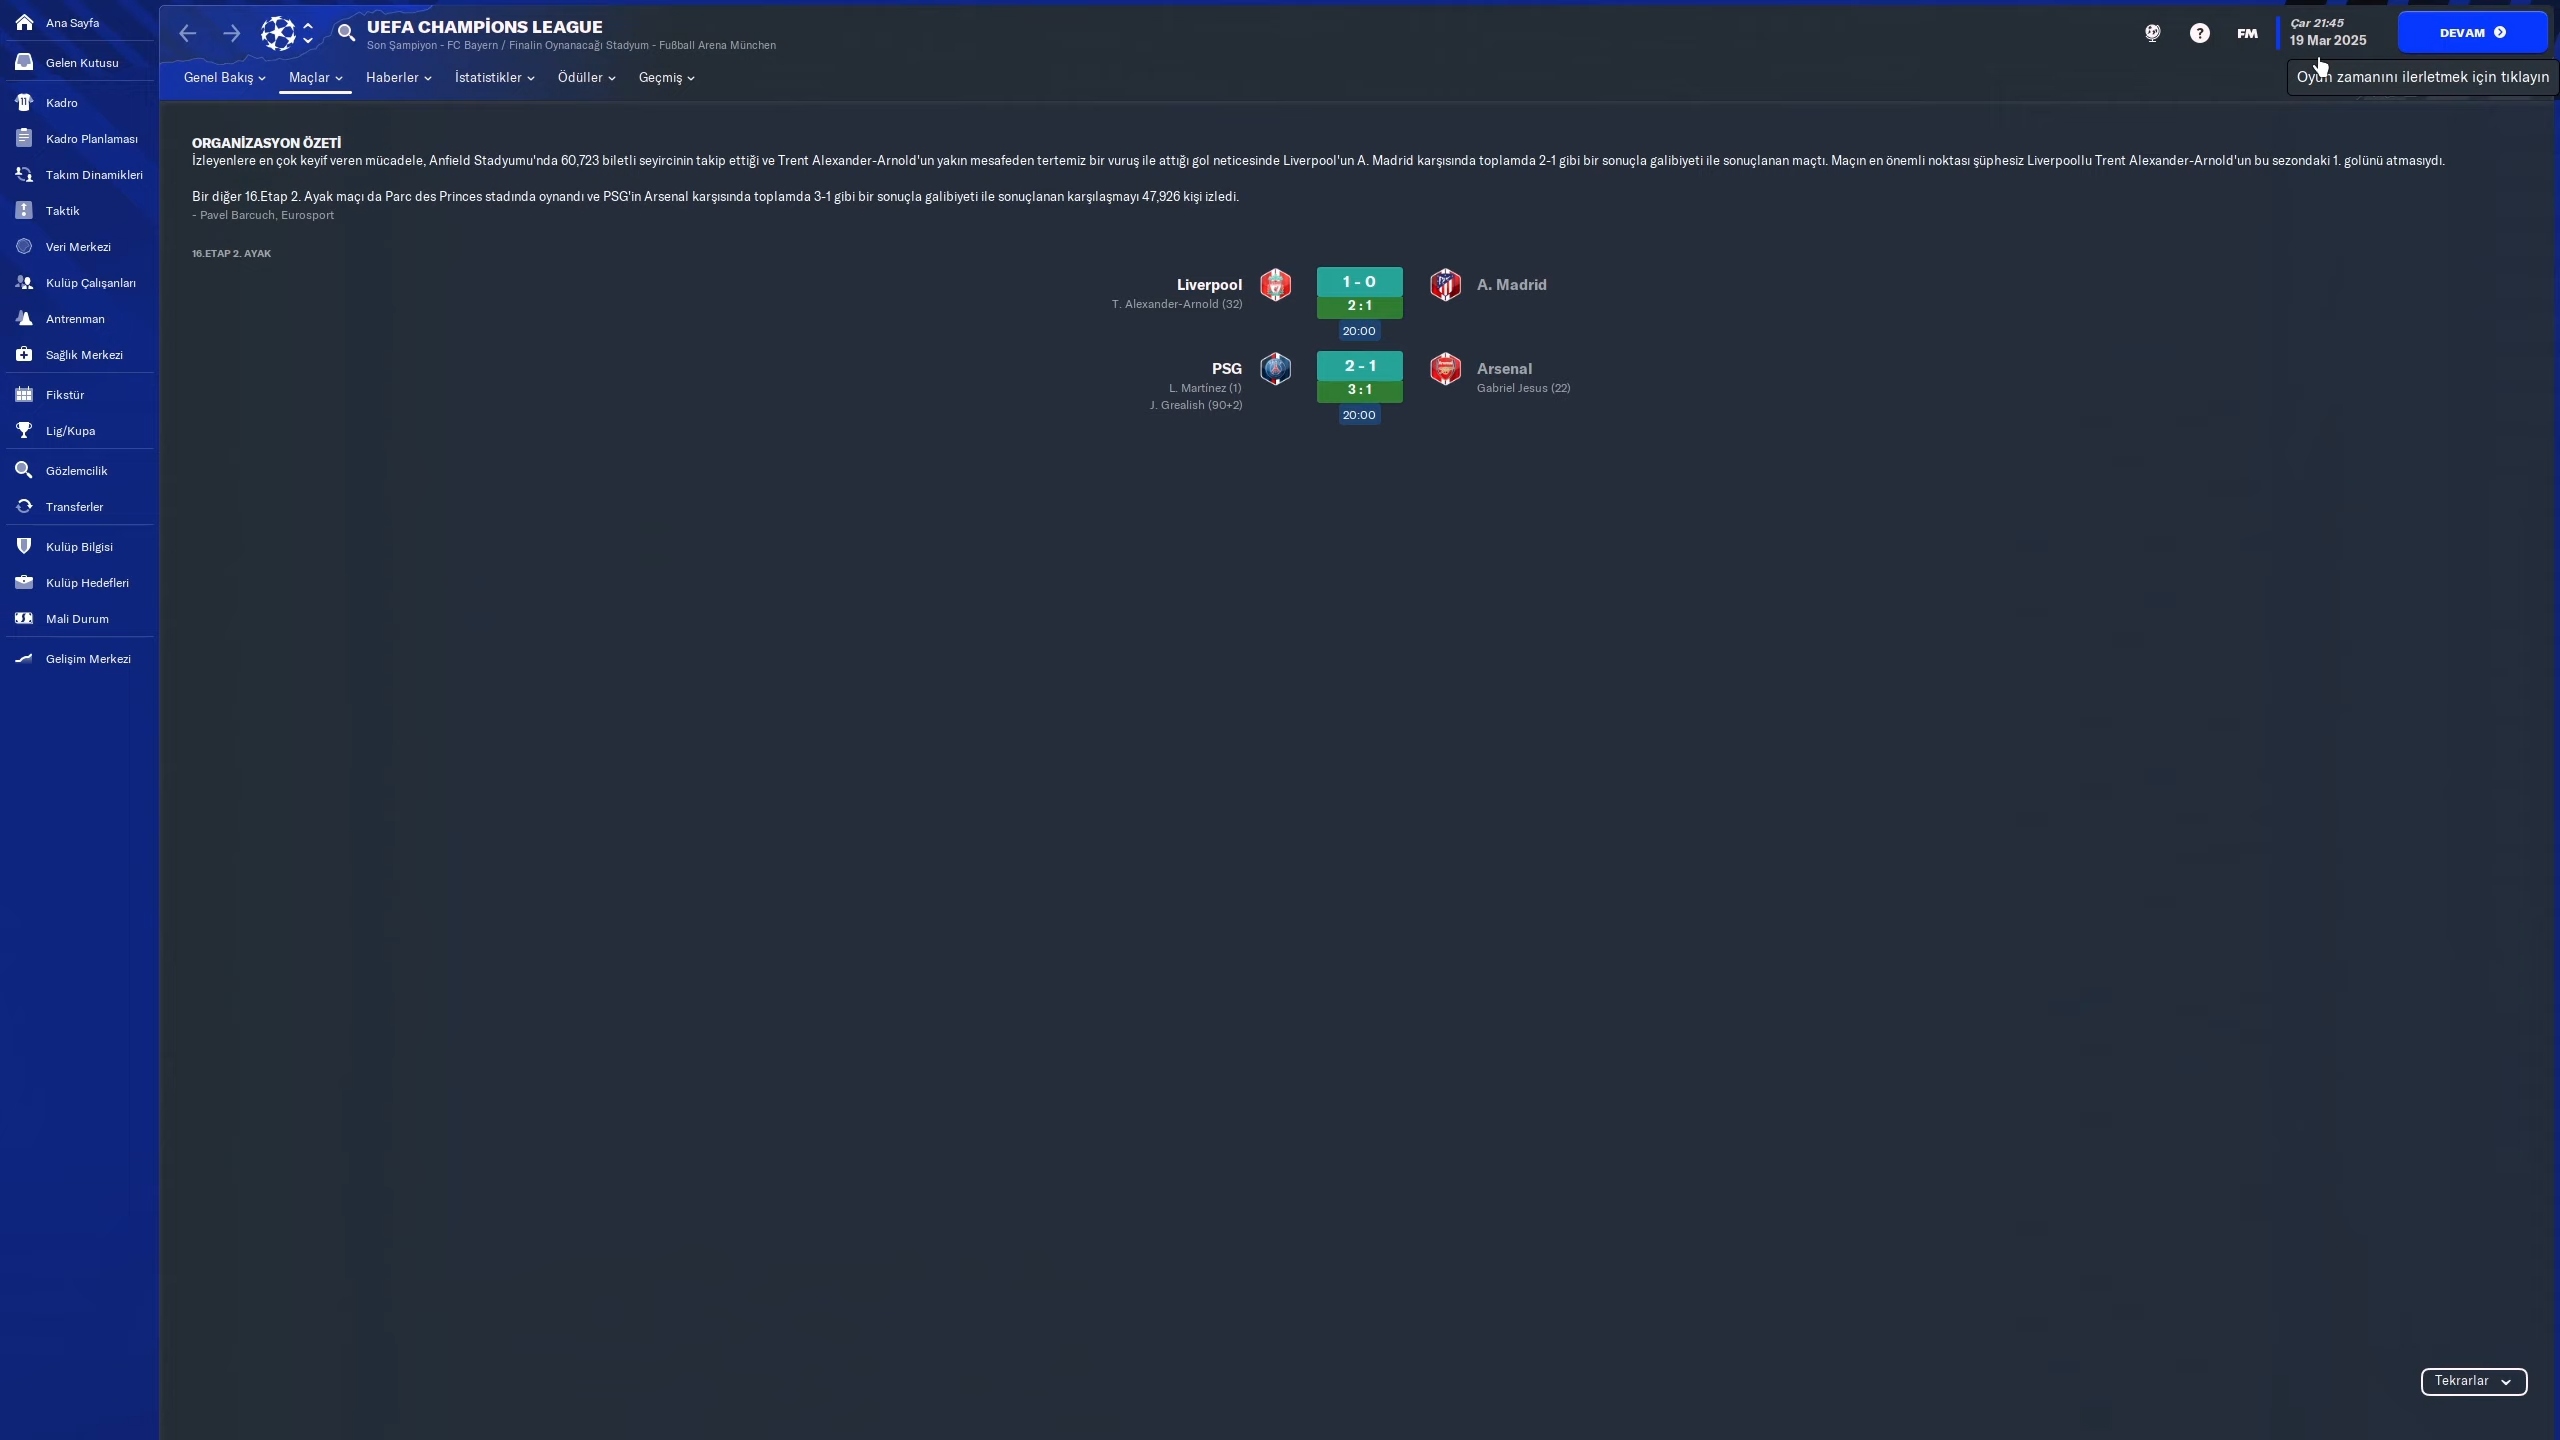 Ana Sayfa
Gelen Kutusu
Kadro
Kadro Planlaması
Takım Dinamikleri
Taktik
Veri Merkezi
Kulüp Çalışanları
Antrenman
Sağlık Merkezi
Fikstür
Lig/Kupa
Gözlemcilik
Transferler
Kulüp Bilgisi
Kulüp Hedefleri
Mali Durum
Gelişim Merkezi
UEFA CHAMPİONS LEAGUE
Son Şampiyon - FC Bayern / Finalin Oynanacağı Stadyum - Fußball Arena München
FM
Çar 21:45
19 Mar 2025
DEVAM
Oyun zamanını ilerletmek için tıklayın
Genel Bakış
Maçlar
Haberler
İstatistikler
Ödüller
Geçmiş
ORGANİZASYON ÖZETİ
İzleyenlere en çok keyif veren mücadele, Anfield Stadyumu'nda 60,723 biletli seyircinin takip ettiği ve Trent Alexander-Arnold'un yakın mesafeden tertemiz bir vuruş ile attığı gol neticesinde Liverpool'un A. Madrid karşısında toplamda 2-1 gibi bir sonuçla galibiyeti ile sonuçlanan maçtı. Maçın en önemli noktası şüphesiz Liverpoollu Trent Alexander-Arnold'un bu sezondaki 1. golünü atmasıydı.
Bir diğer 16.Etap 2. Ayak maçı da Parc des Princes stadında oynandı ve PSG'in Arsenal karşısında toplamda 3-1 gibi bir sonuçla galibiyeti ile sonuçlanan karşılaşmayı 47,926 kişi izledi.
- Pavel Barcuch, Eurosport
16.ETAP 2. AYAK
Liverpool 1 - 0 A. Madrid
T. Alexander-Arnold (32) 2 : 1
20:00
PSG 2 - 1 Arsenal
L. Martínez (1) 3 : 1 Gabriel Jesus (22)
J. Grealish (90+2)
20:00
Tekrarlar